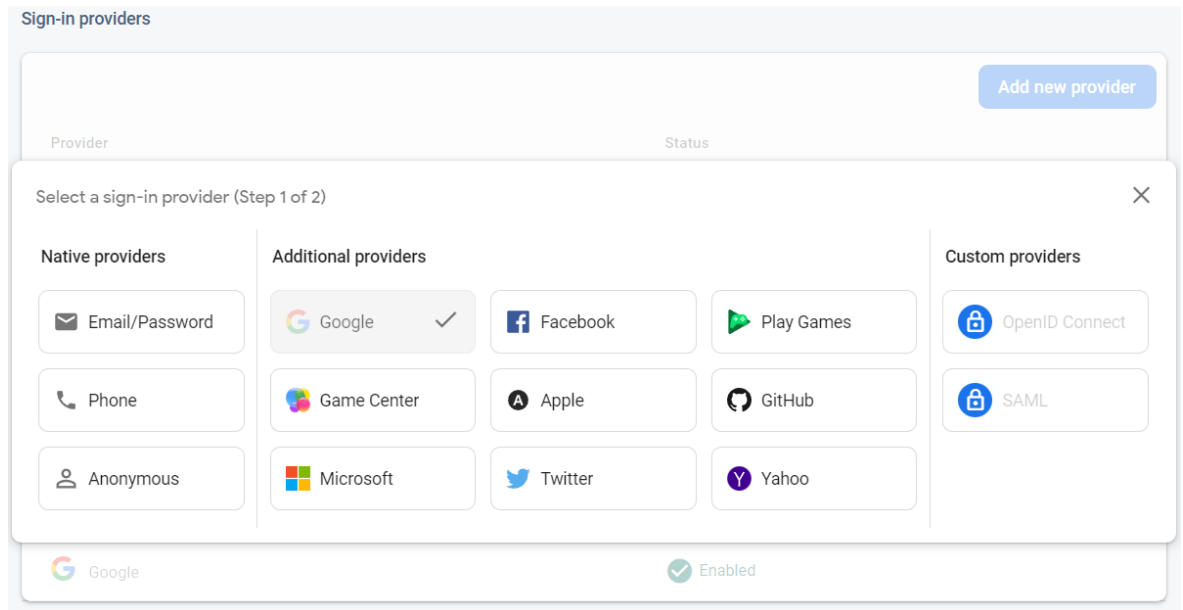 Sign-in providers
Add new provider
Provider Status
Select a sign-in provider (Step 1 of 2)
Native providers Additional providers Custom providers
Email/Password Google Facebook Play Games OpenID Connect
Phone Game Center Apple GitHub SAML
Anonymous Microsoft Twitter Yahoo
Google Enabled